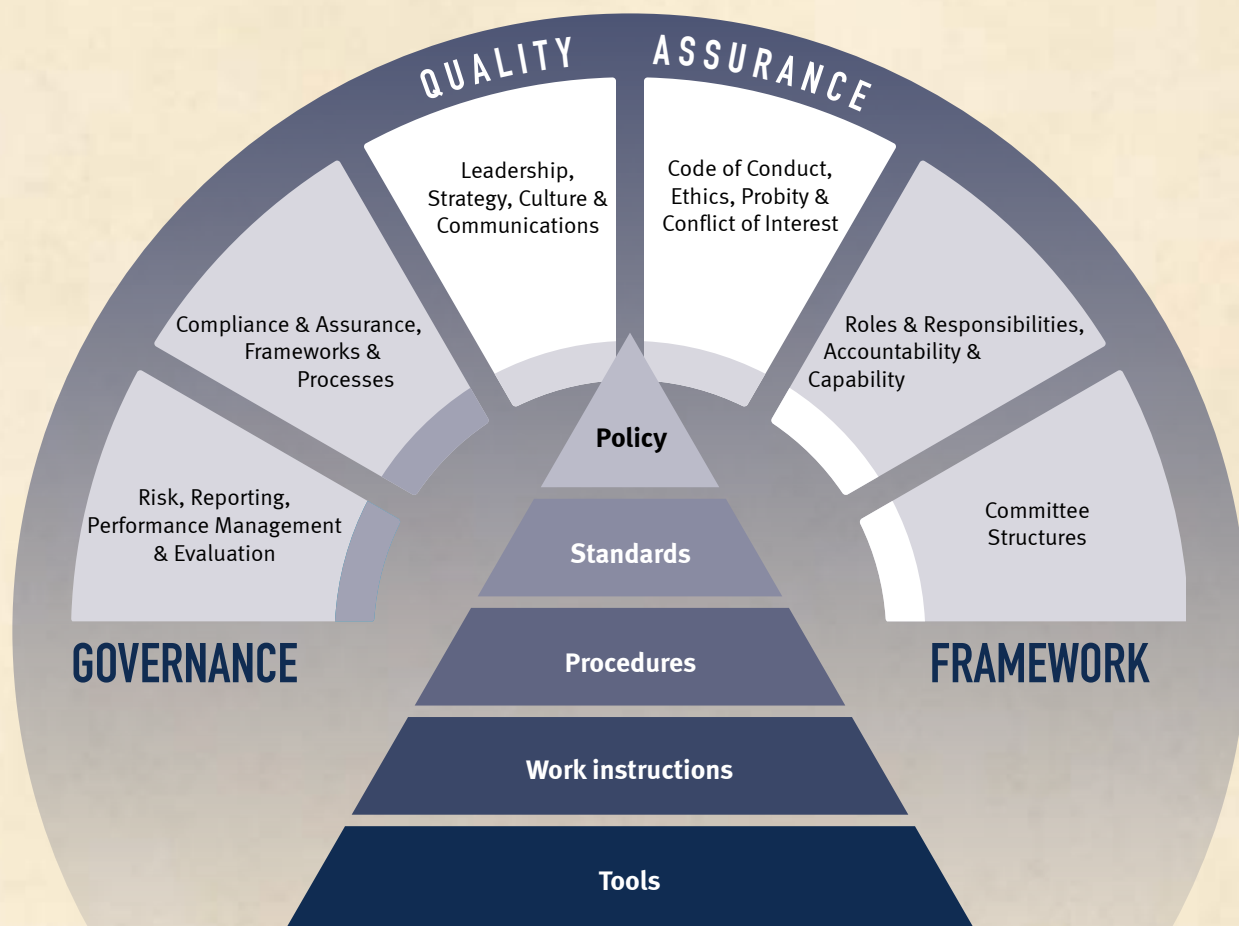 QUALITY ASSURANCE
Leadership,
Strategy, Culture &
Communications
Code of Conduct,
Ethics, Probity &
Conflict of Interest
Compliance & Assurance,
Frameworks &
Processes
Roles & Responsibilities,
Accountability &
Capability
Risk, Reporting,
Performance Management
& Evaluation
Committee
Structures
GOVERNANCE
FRAMEWORK
Policy
Standards
Procedures
Work instructions
Tools